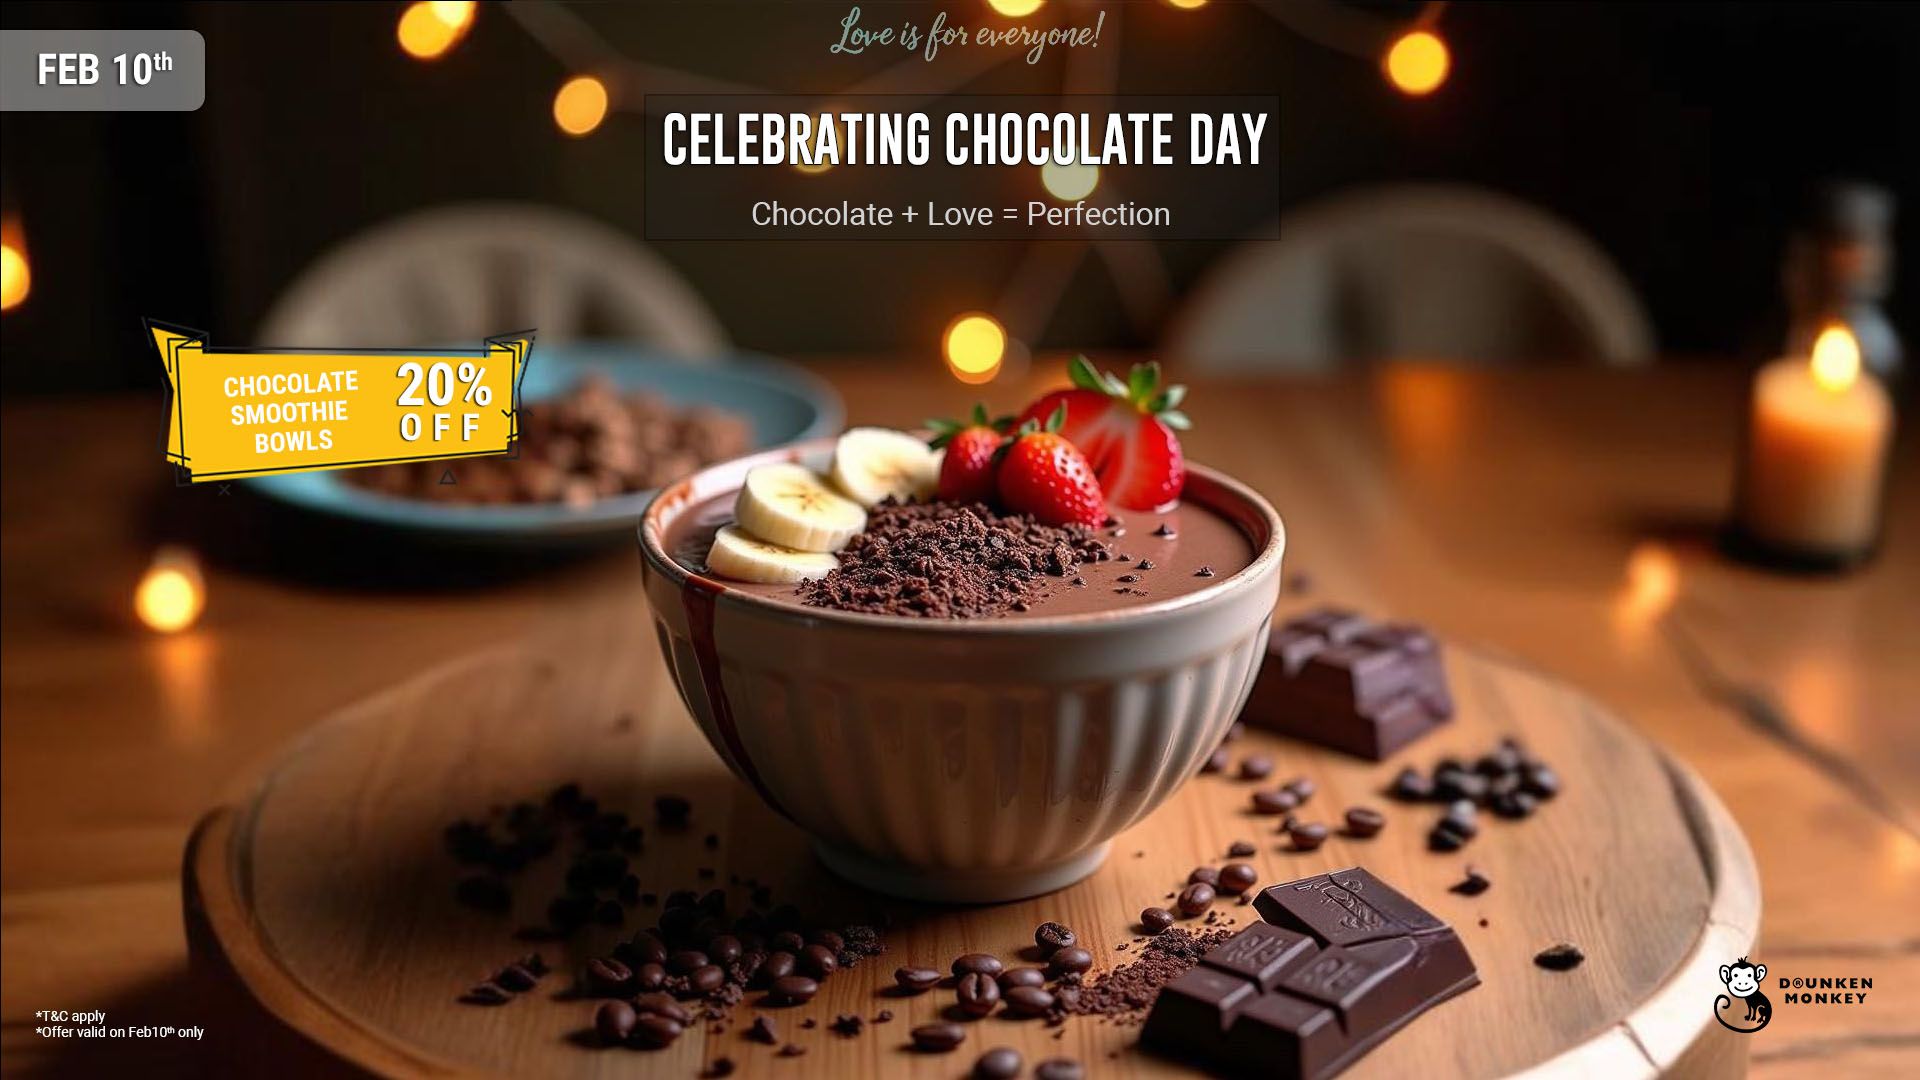 Love is for everyone!
FEB 10th
CELEBRATING CHOCOLATE DAY
Chocolate + Love = Perfection
CHOCOLATE
SMOOTHIE
BOWLS
20%
OFF
*T&C apply
*Offer valid on Feb10th only
DRUNKEN
MONKEY